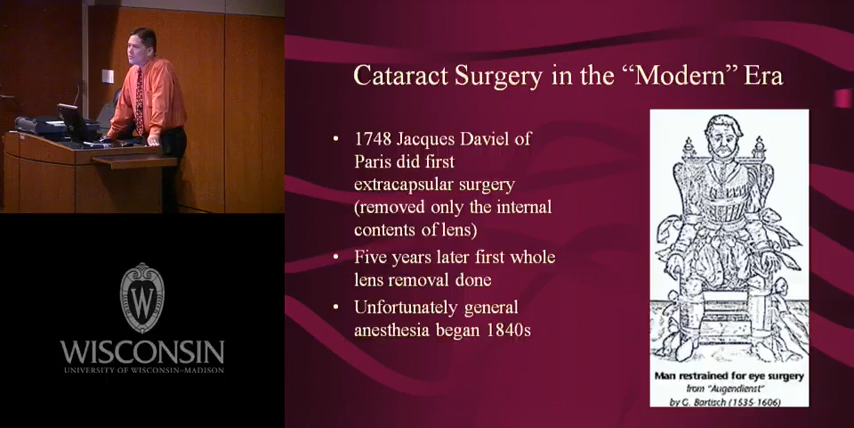 Cataract Surgery in the “Modern” Era
• 1748 Jacques Daviel of
Paris did first
extracapsular surgery
(removed only the internal
contents of lens)
• Five years later first whole
lens removal done
• Unfortunately general
anesthesia began 1840s
Man restrained for eye surgery
from "Augendienst"
by G. Bartisch (1535-1606)
W
WISCONSIN
UNIVERSITY OF WISCONSIN–MADISON